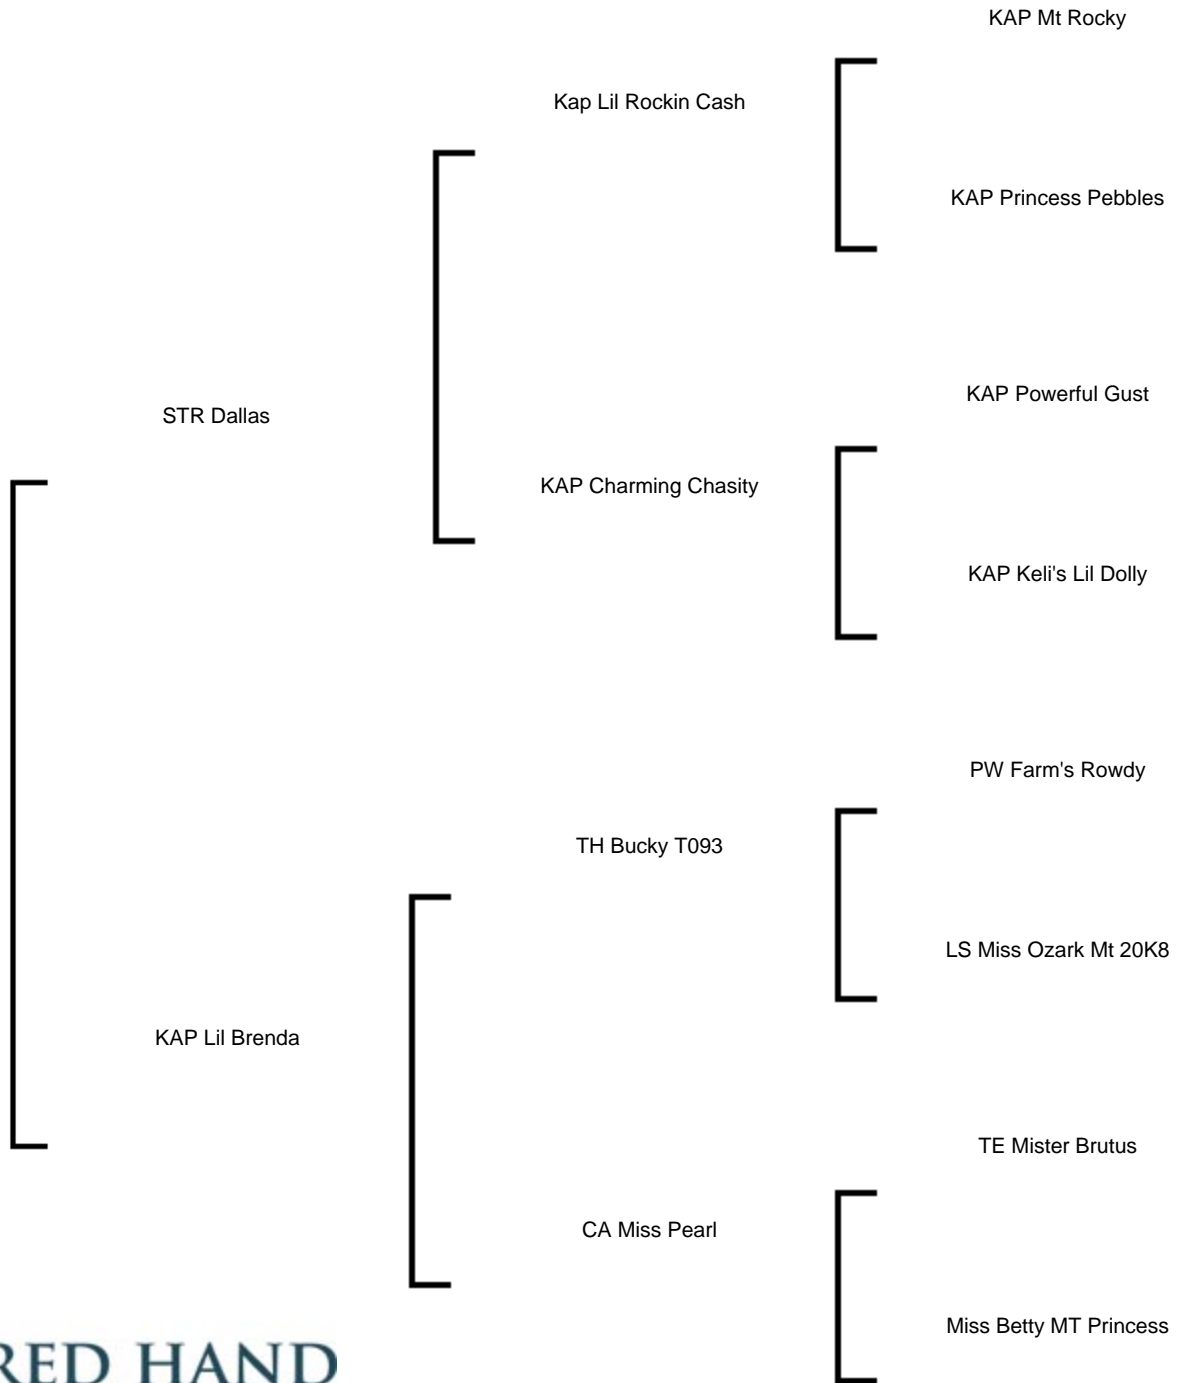 KAP Mt Rocky
Kap Lil Rockin Cash
KAP Princess Pebbles
KAP Powerful Gust
STR Dallas
KAP Charming Chasity
KAP Keli's Lil Dolly
PW Farm's Rowdy
TH Bucky T093
LS Miss Ozark Mt 20K8
KAP Lil Brenda
TE Mister Brutus
CA Miss Pearl
Miss Betty MT Princess
RED HAND